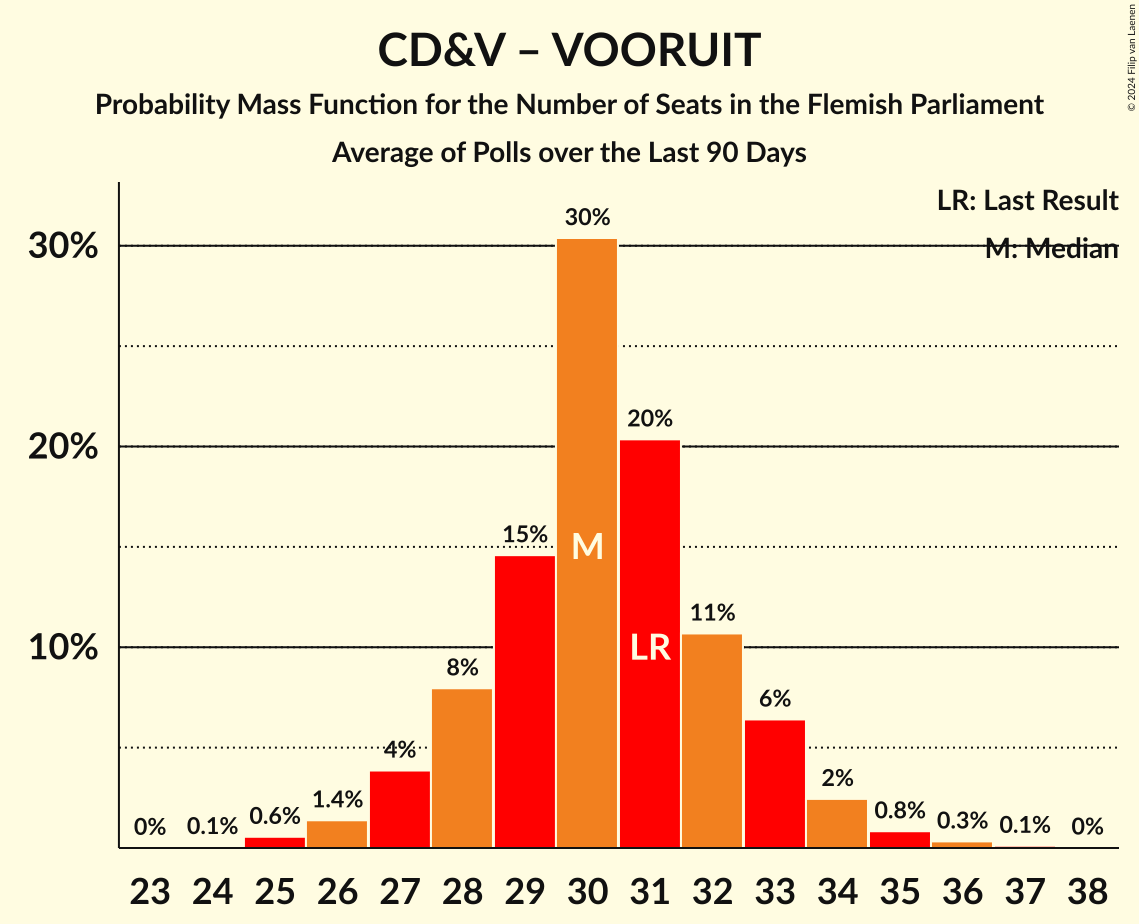 CD&V – VOORUIT
Probability Mass Function for the Number of Seats in the Flemish Parliament
Average of Polls over the Last 90 Days
© 2024 Filip van Laenen
LR: Last Result
M: Median
30%
20%
10%
0%
0.1%
0.6%
1.4%
4%
8%
15%
30%
20%
11%
6%
2%
0.8%
0.3%
0.1%
0%
M
LR
23 24 25 26 27 28 29 30 31 32 33 34 35 36 37 38